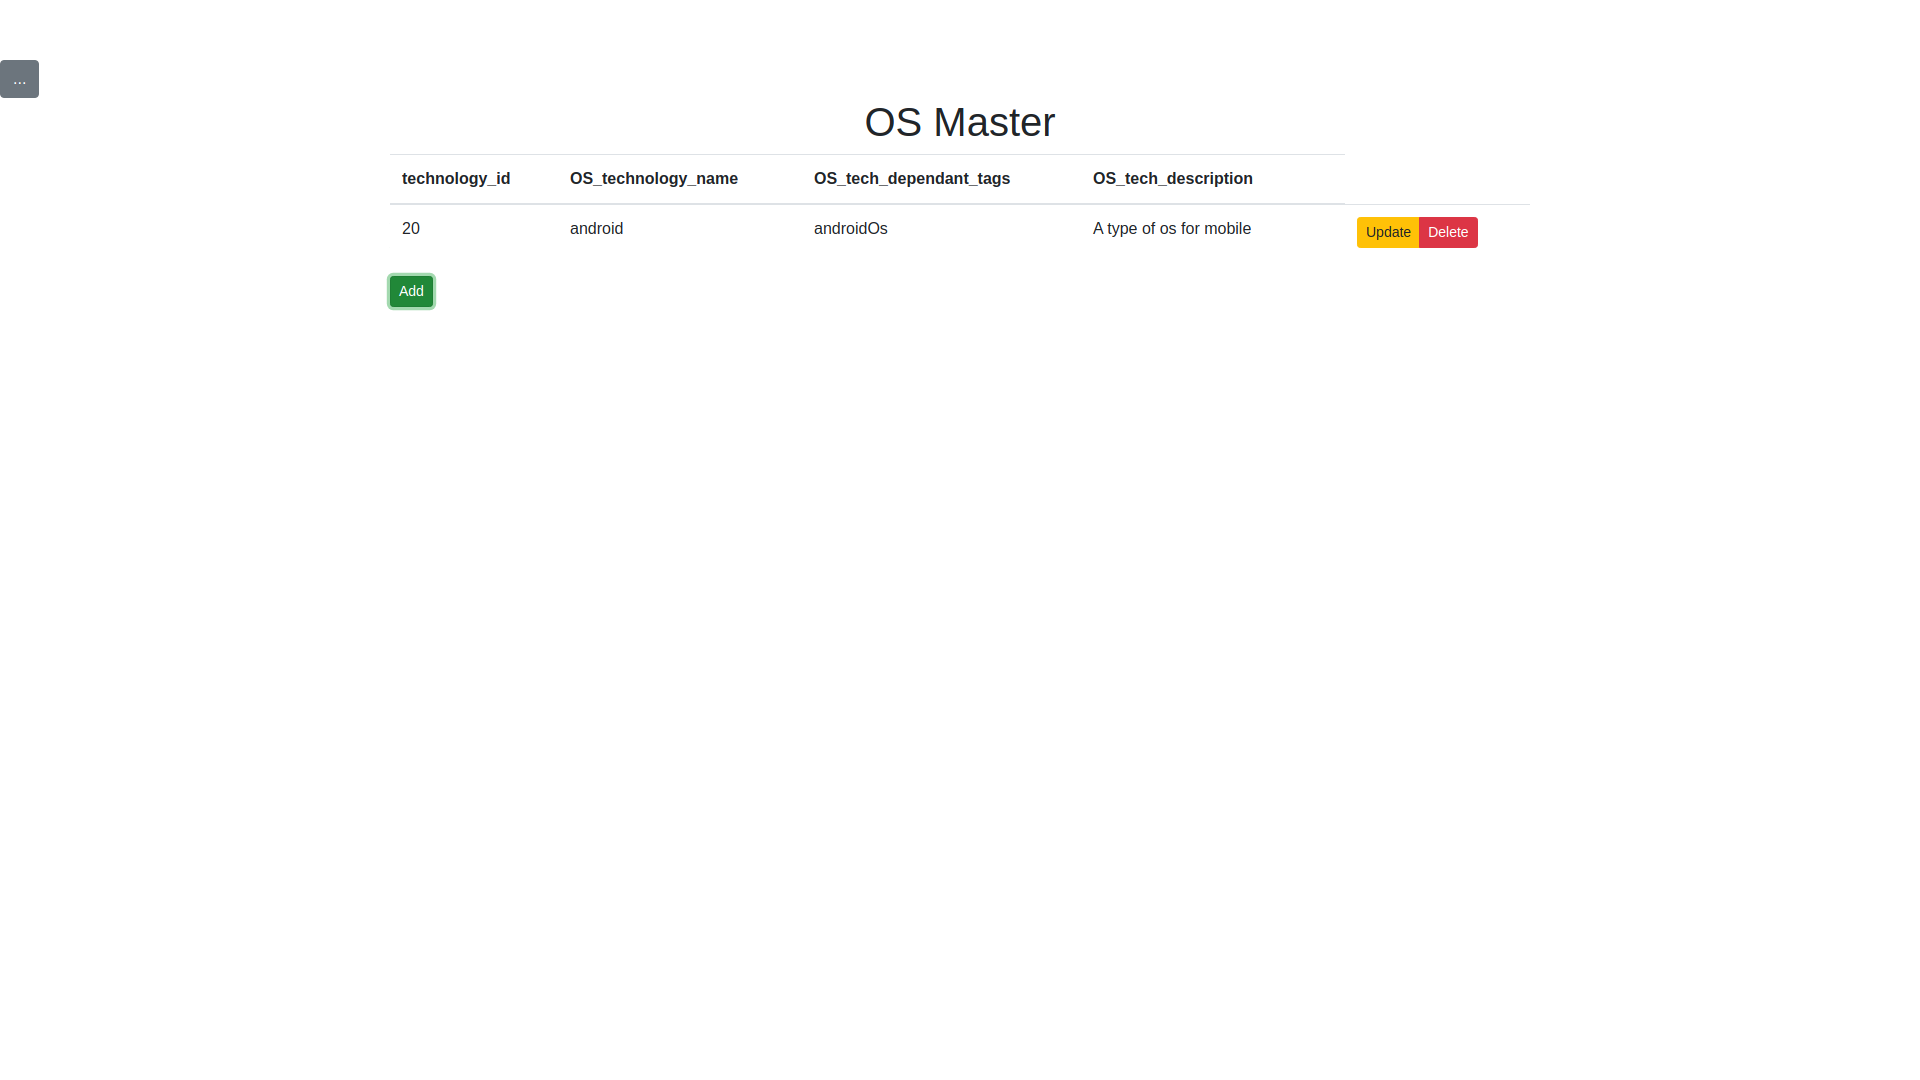 ...
OS Master
technology_id OS_technology_name OS_tech_dependant_tags OS_tech_description
20 android androidOs A type of os for mobile Update Delete
Add